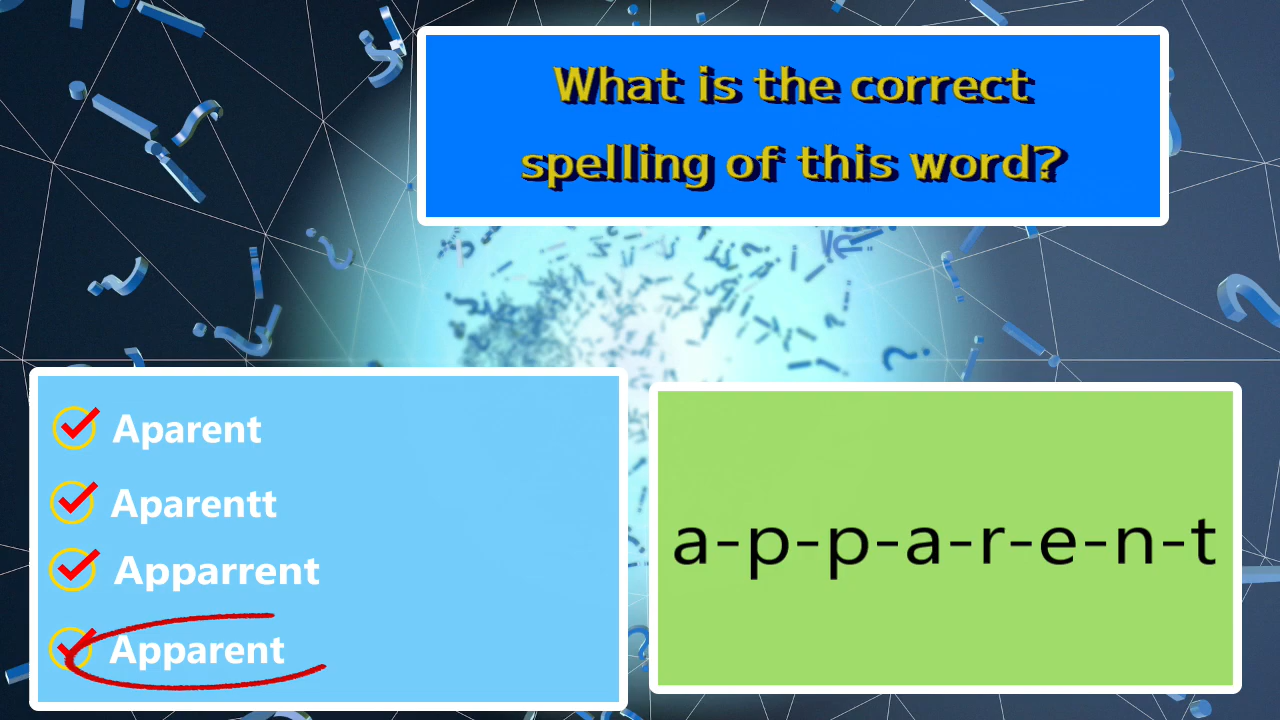 What is the correct
spelling of this word?
Aparent
Aparentt
Apparrent
Apparent
a-p-p-a-r-e-n-t